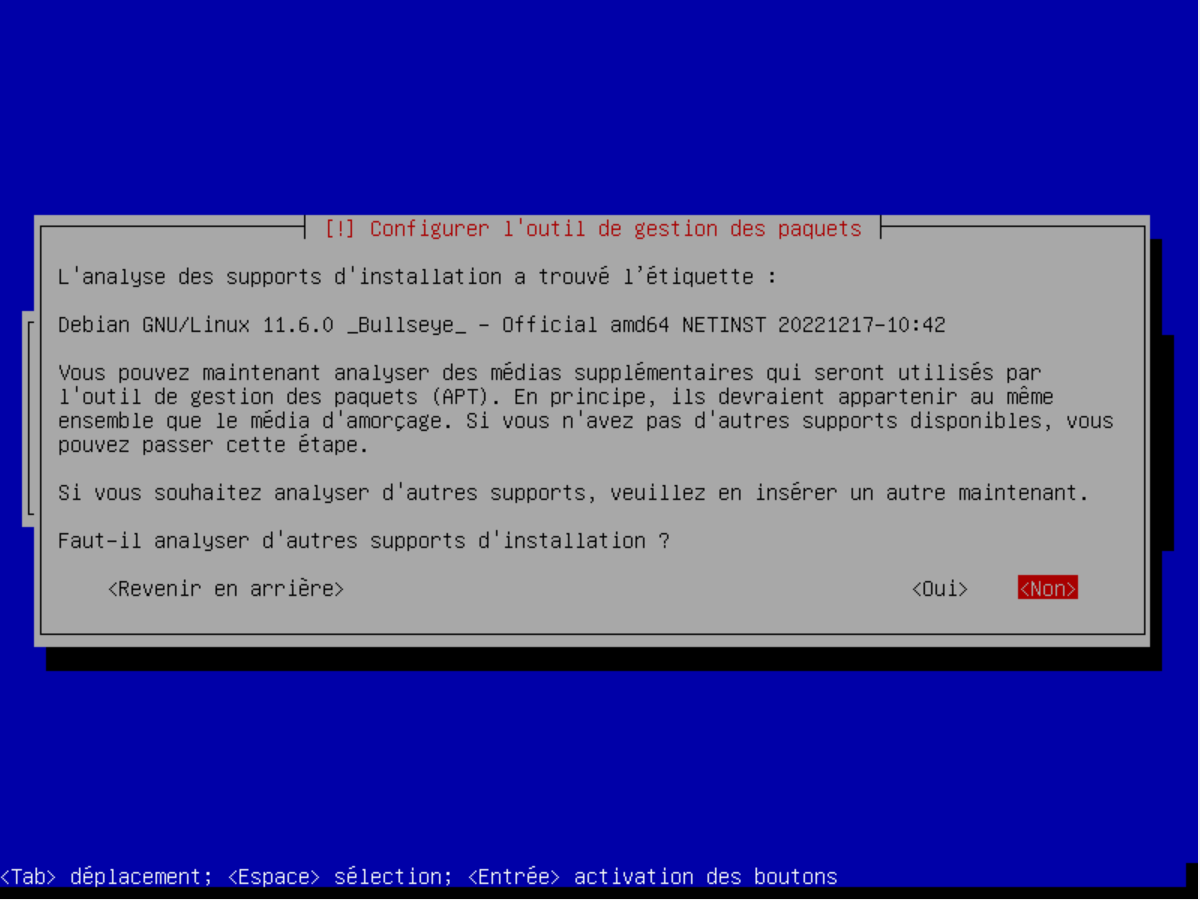 [!] Configurer l'outil de gestion des paquets
L'analyse des supports d'installation a trouvé l’étiquette :
Debian GNU/Linux 11.6.0 _Bullseye_ - Official amd64 NETINST 20221217-10:42
Vous pouvez maintenant analyser des médias supplémentaires qui seront utilisés par
l'outil de gestion des paquets (APT). En principe, ils devraient appartenir au même
ensemble que le média d'amorçage. Si vous n'avez pas d'autres supports disponibles, vous
pouvez passer cette étape.
Si vous souhaitez analyser d'autres supports, veuillez en insérer un autre maintenant.
Faut-il analyser d'autres supports d'installation ?
<Revenir en arrière> <Oui> <Non>
<Tab> déplacement; <Espace> sélection; <Entrée> activation des boutons